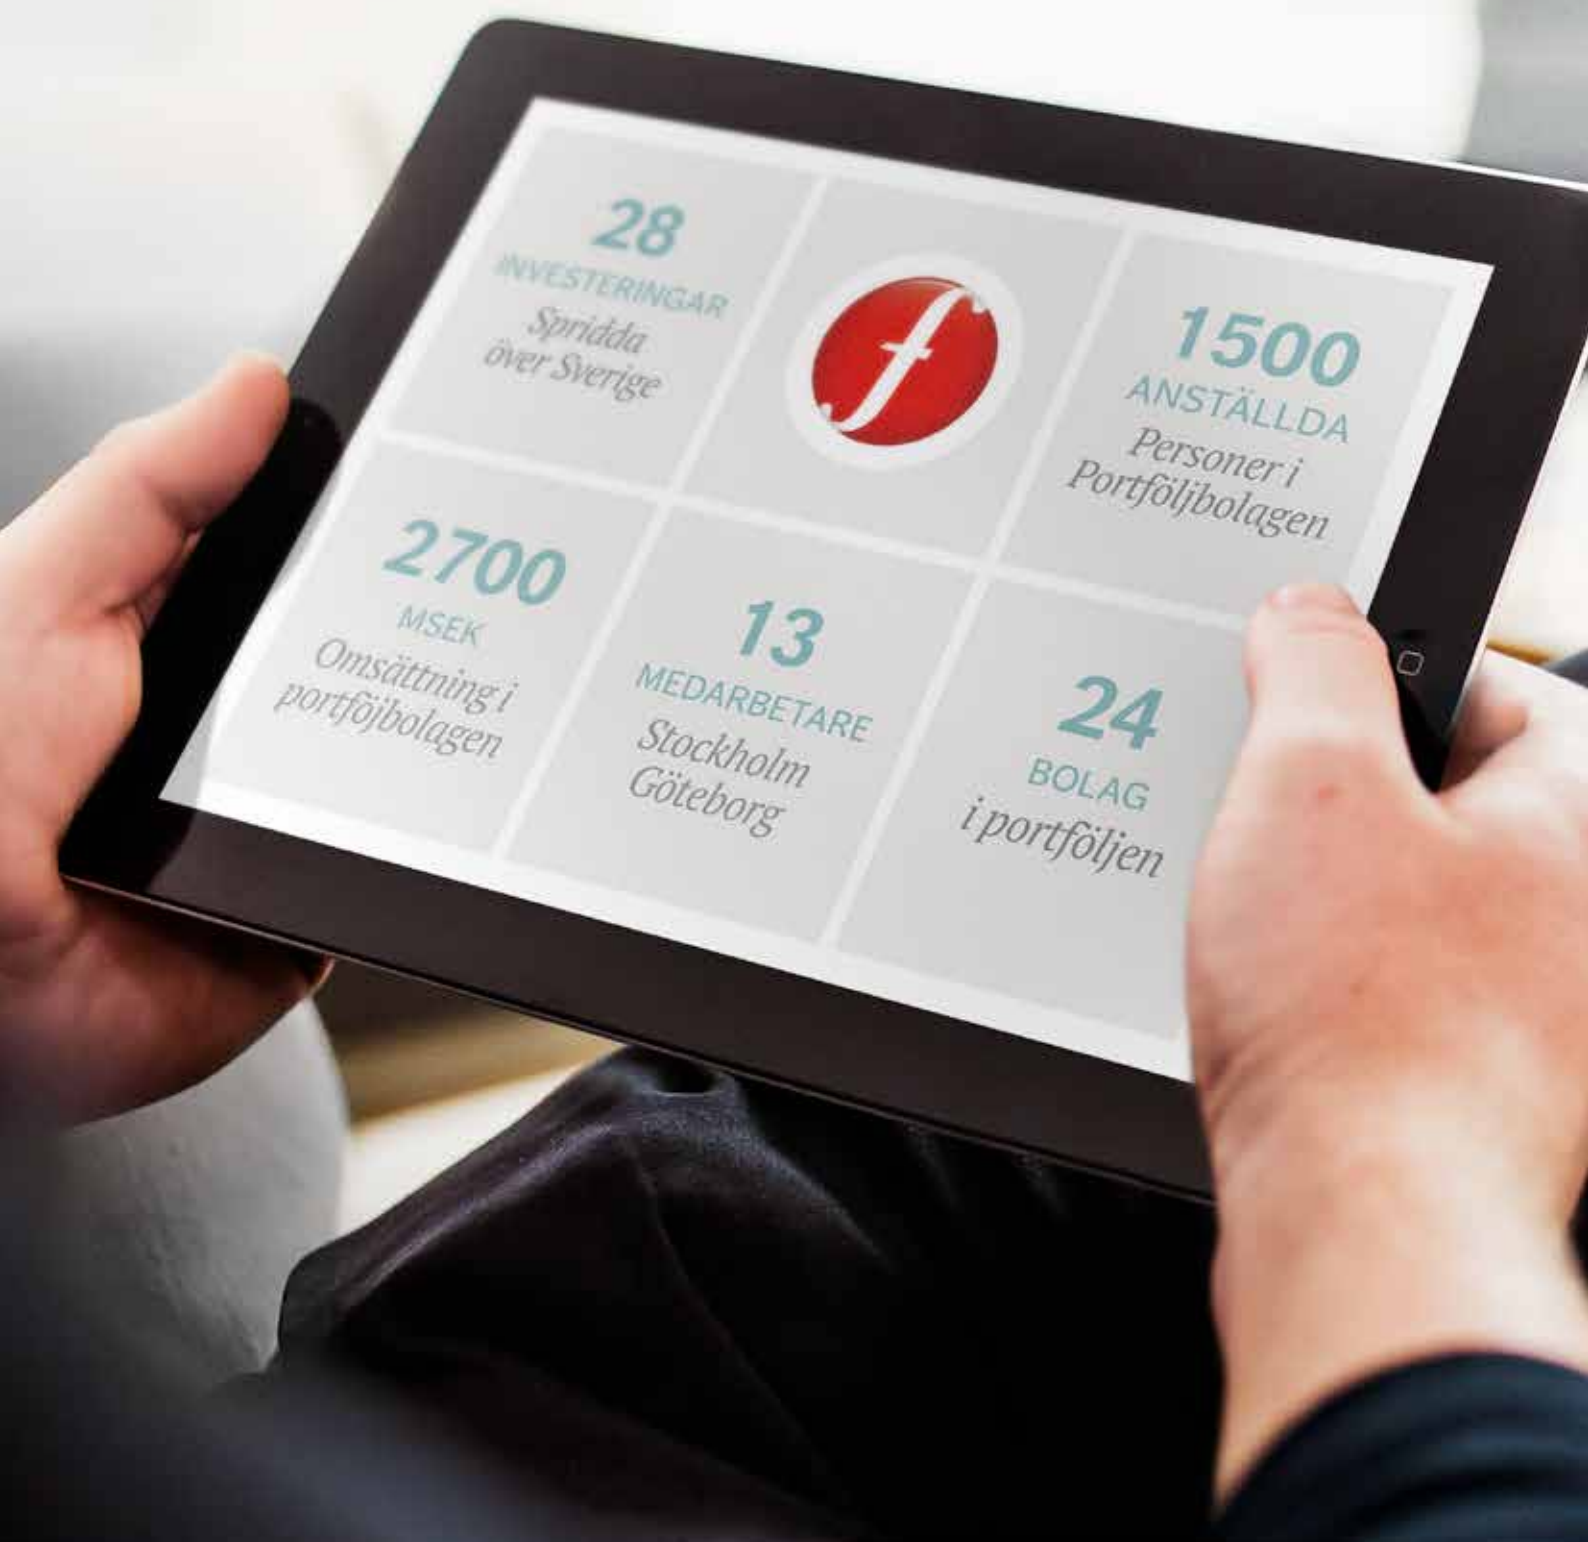 28
INVESTERINGAR
Spridda
över Sverige
f
1500
ANSTÄLLDA
Personer i
Portföljbolagen
2700
MSEK
Omsättning i
portföjbolagen
13
MEDARBETARE
Stockholm
Göteborg
24
BOLAG
i portföljen